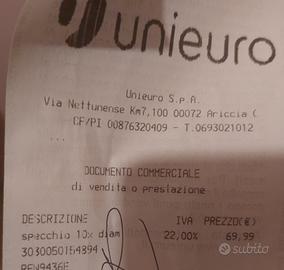 unieuro
Unieuro S.p.A.
Via Nettunense Km7,100 00072 Ariccia (
CF/PI 00876320409 - T.0693021012
...
DOCUMENTO COMMERCIALE
di vendita o prestazione
DESCRIZIONE IVA PREZZO(€)
specchio 10x diam 22,00% 69,99
3030050154894
REV9436E
subito